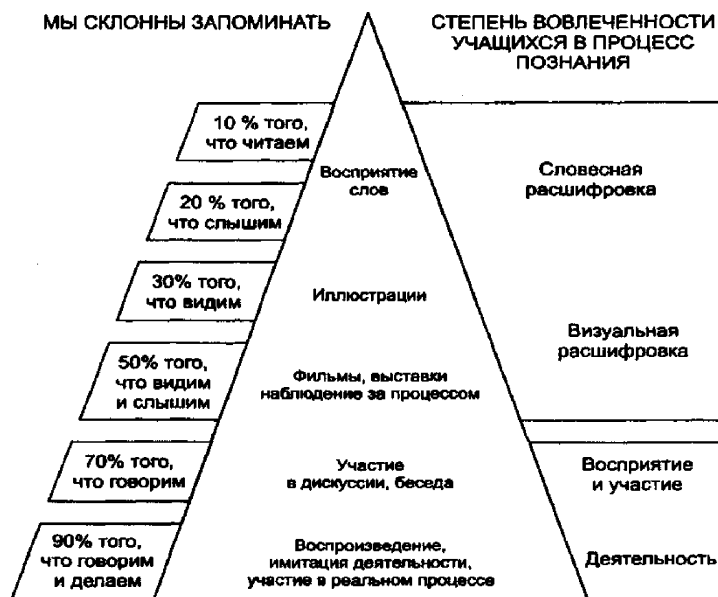 МЫ СКЛОННЫ ЗАПОМИНАТЬ
СТЕПЕНЬ ВОВЛЕЧЕННОСТИ
УЧАЩИХСЯ В ПРОЦЕСС
ПОЗНАНИЯ
10 % того,
что читаем
20 % того,
что слышим
Восприятие
слов
Словесная
расшифровка
30% того,
что видим
Иллюстрации
50% того,
что видим
и слышим
Фильмы, выставки
наблюдение за процессом
Визуальная
расшифровка
70% того,
что говорим
Участие
в дискуссии, беседа
Восприятие
и участие
90% того,
что говорим
и делаем
Воспроизведение,
имитация деятельности,
участие в реальном процессе
Деятельность